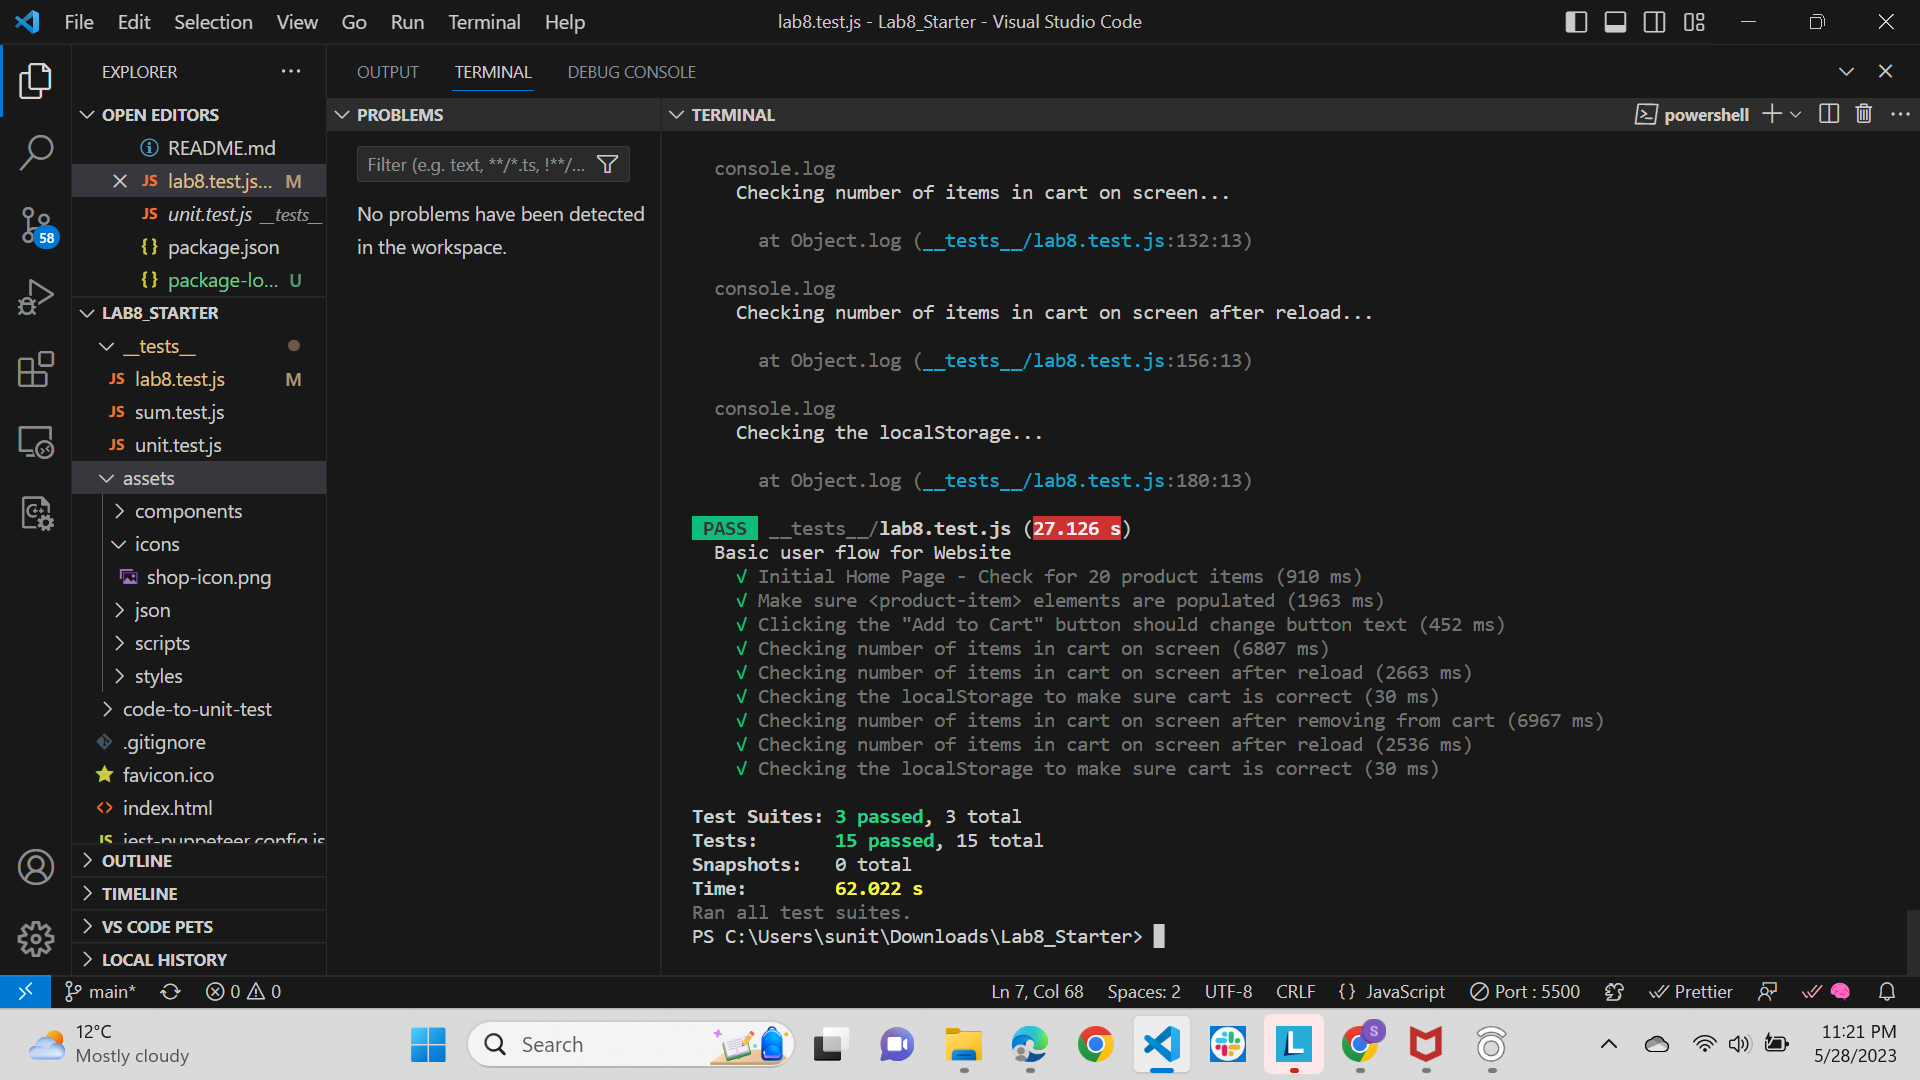 File Edit Selection View Go Run Terminal Help
lab8.test.js - Lab8_Starter - Visual Studio Code
EXPLORER
OPEN EDITORS
README.md
JS lab8.test.js... M
JS unit.test.js __tests__
{} package.json
{} package-lo... U
LAB8_STARTER
__tests__
JS lab8.test.js M
JS sum.test.js
JS unit.test.js
assets
components
icons
shop-icon.png
json
scripts
styles
code-to-unit-test
.gitignore
favicon.ico
<> index.html
JS jest-puppeteer.config.js
OUTLINE
TIMELINE
VS CODE PETS
LOCAL HISTORY
58
OUTPUT TERMINAL DEBUG CONSOLE
PROBLEMS
Filter (e.g. text, **/*.ts, !**/...
No problems have been detected
in the workspace.
TERMINAL
powershell
console.log
Checking number of items in cart on screen...
at Object.log (__tests__/lab8.test.js:132:13)
console.log
Checking number of items in cart on screen after reload...
at Object.log (__tests__/lab8.test.js:156:13)
console.log
Checking the localStorage...
at Object.log (__tests__/lab8.test.js:180:13)
PASS __tests__/lab8.test.js (27.126 s)
Basic user flow for Website
√ Initial Home Page - Check for 20 product items (910 ms)
√ Make sure <product-item> elements are populated (1963 ms)
√ Clicking the "Add to Cart" button should change button text (452 ms)
√ Checking number of items in cart on screen (6807 ms)
√ Checking number of items in cart on screen after reload (2663 ms)
√ Checking the localStorage to make sure cart is correct (30 ms)
√ Checking number of items in cart on screen after removing from cart (6967 ms)
√ Checking number of items in cart on screen after reload (2536 ms)
√ Checking the localStorage to make sure cart is correct (30 ms)
Test Suites: 3 passed, 3 total
Tests: 15 passed, 15 total
Snapshots: 0 total
Time: 62.022 s
Ran all test suites.
PS C:\Users\sunit\Downloads\Lab8_Starter>
main* 0 0
Ln 7, Col 68 Spaces: 2 UTF-8 CRLF {} JavaScript Port : 5500 Prettier
12°C
Mostly cloudy
Search
L
S
11:21 PM
5/28/2023